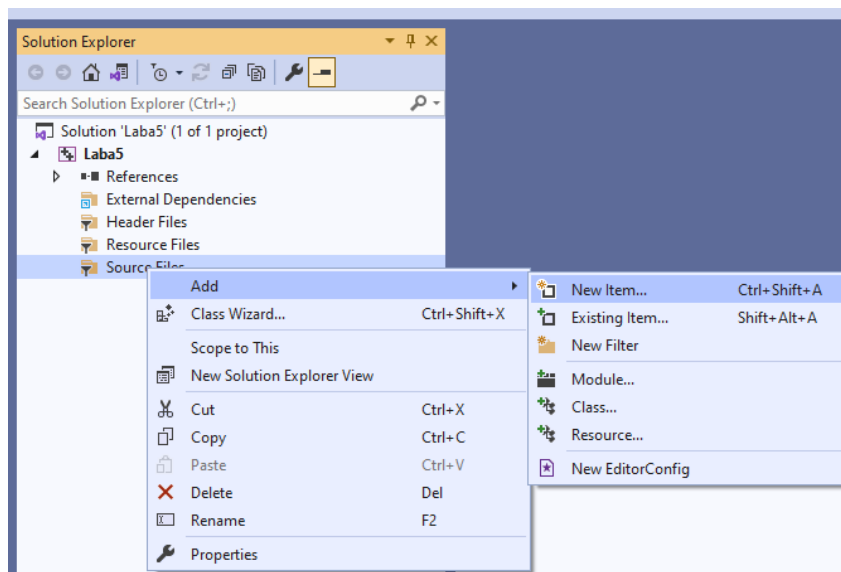 Solution Explorer
Search Solution Explorer (Ctrl+;)
Solution 'Laba5' (1 of 1 project)
Laba5
References
External Dependencies
Header Files
Resource Files
Source Files
Add
Class Wizard... Ctrl+Shift+X
Scope to This
New Solution Explorer View
Cut Ctrl+X
Copy Ctrl+C
Paste Ctrl+V
Delete Del
Rename F2
Properties
New Item... Ctrl+Shift+A
Existing Item... Shift+Alt+A
New Filter
Module...
Class...
Resource...
New EditorConfig